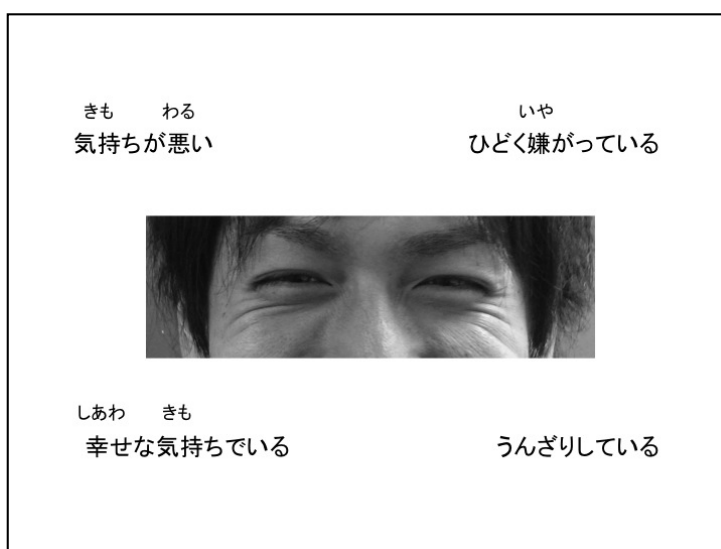 きも わる
気持ちが悪い
いや
ひどく嫌がっている
しあわ きも
幸せな気持ちでいる
うんざりしている